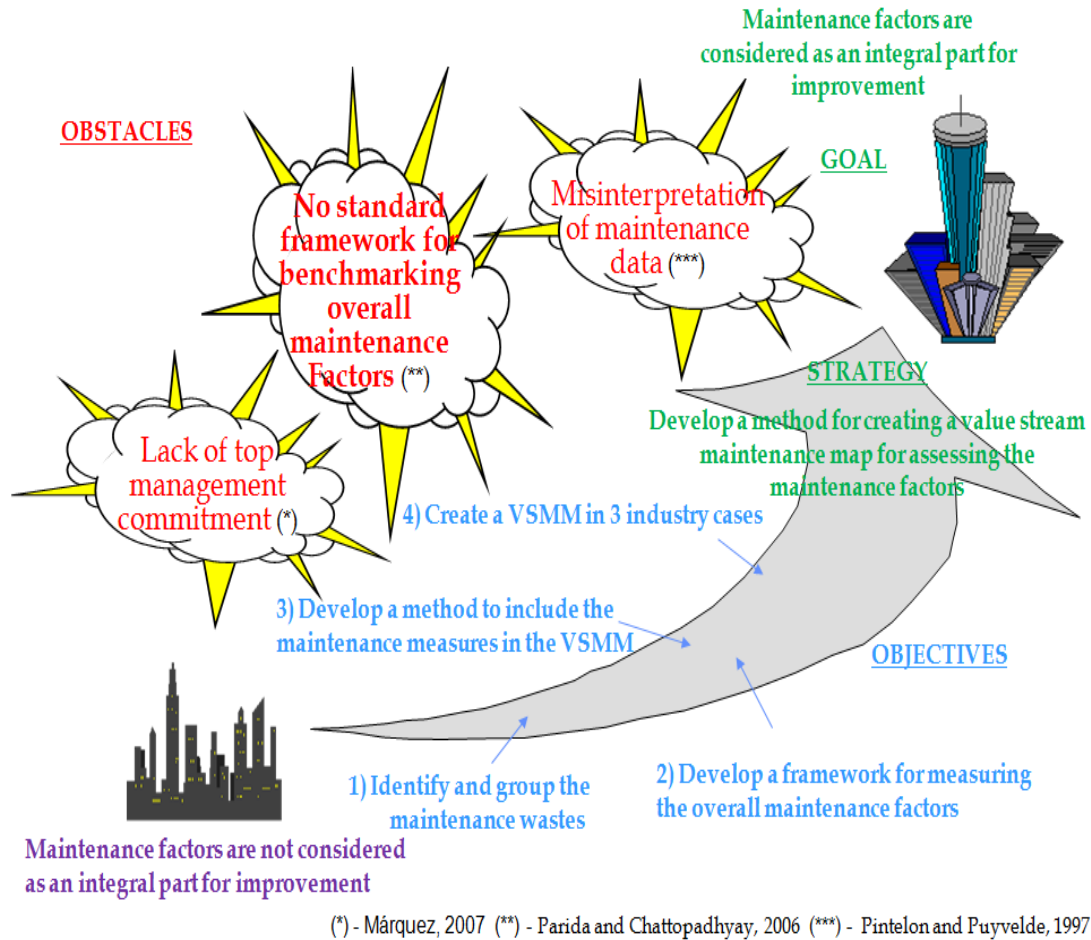 Maintenance factors are
considered as an integral part for
improvement
OBSTACLES
GOAL
No standard
framework for
benchmarking
overall
maintenance
Factors (**)
Misinterpretation
of maintenance
data (***)
Lack of top
management
commitment (*)
STRATEGY
Develop a method for creating a value stream
maintenance map for assessing the
maintenance factors
4) Create a VSMM in 3 industry cases
3) Develop a method to include the
maintenance measures in the VSMM
OBJECTIVES
1) Identify and group the
maintenance wastes
2) Develop a framework for measuring
the overall maintenance factors
Maintenance factors are not considered
as an integral part for improvement
(*) - Márquez, 2007 (**) - Parida and Chattopadhyay, 2006 (***) - Pintelon and Puyvelde, 1997